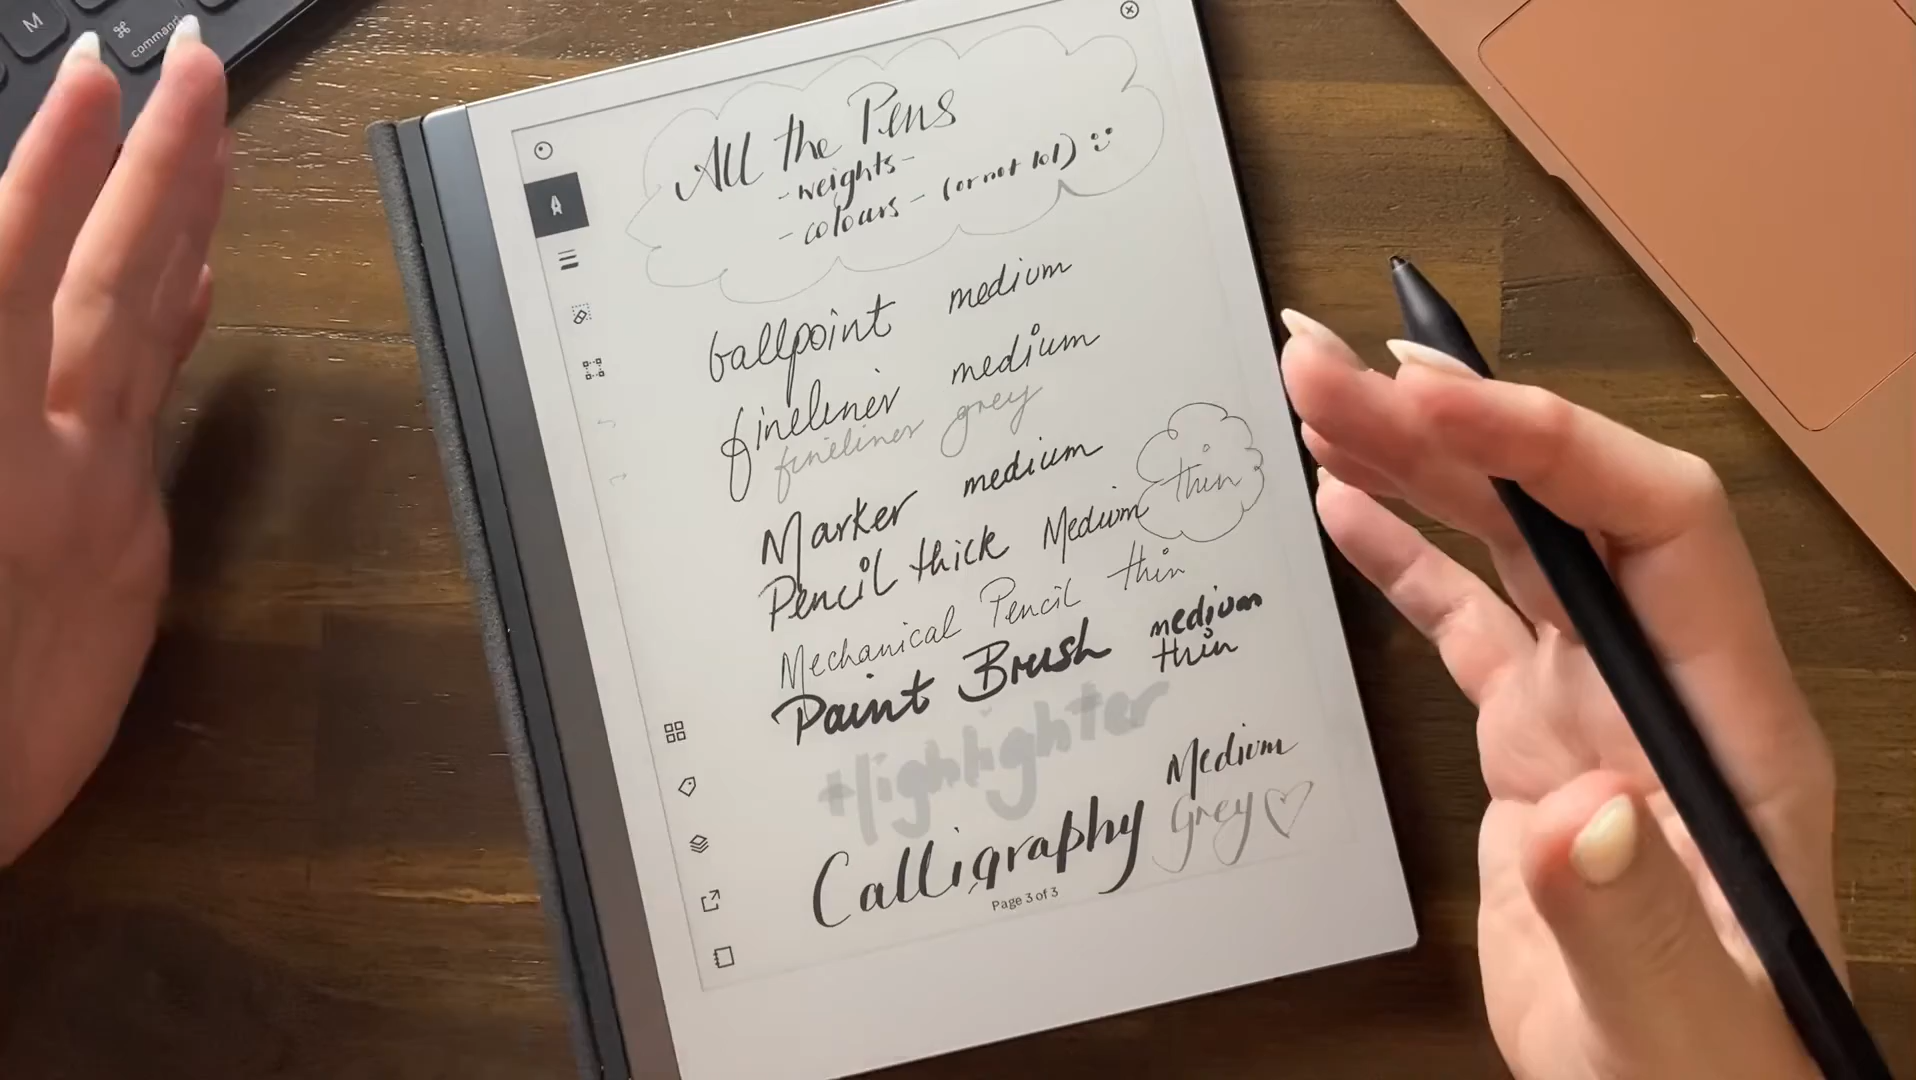 M
⌘
command
All the Pens
- weights -
- colours - (or not lol)
ballpoint medium
fineliner medium
fineliner grey
Marker medium
Pencil thick Medium thin
Mechanical Pencil thin
Paint Brush medium
thin
Highlighter
Medium
Calligraphy Grey
Page 3 of 3